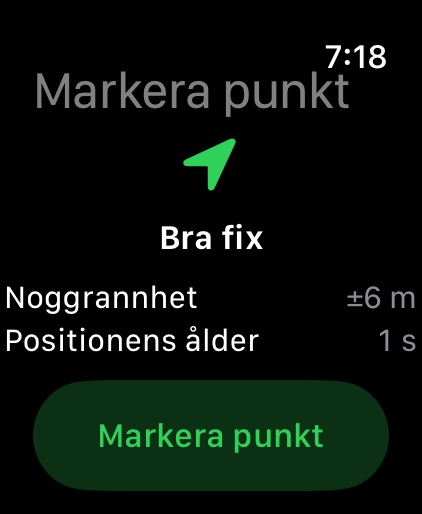 7:18
Markera punkt
Bra fix
Noggrannhet ±6 m
Positionens ålder 1 s
Markera punkt